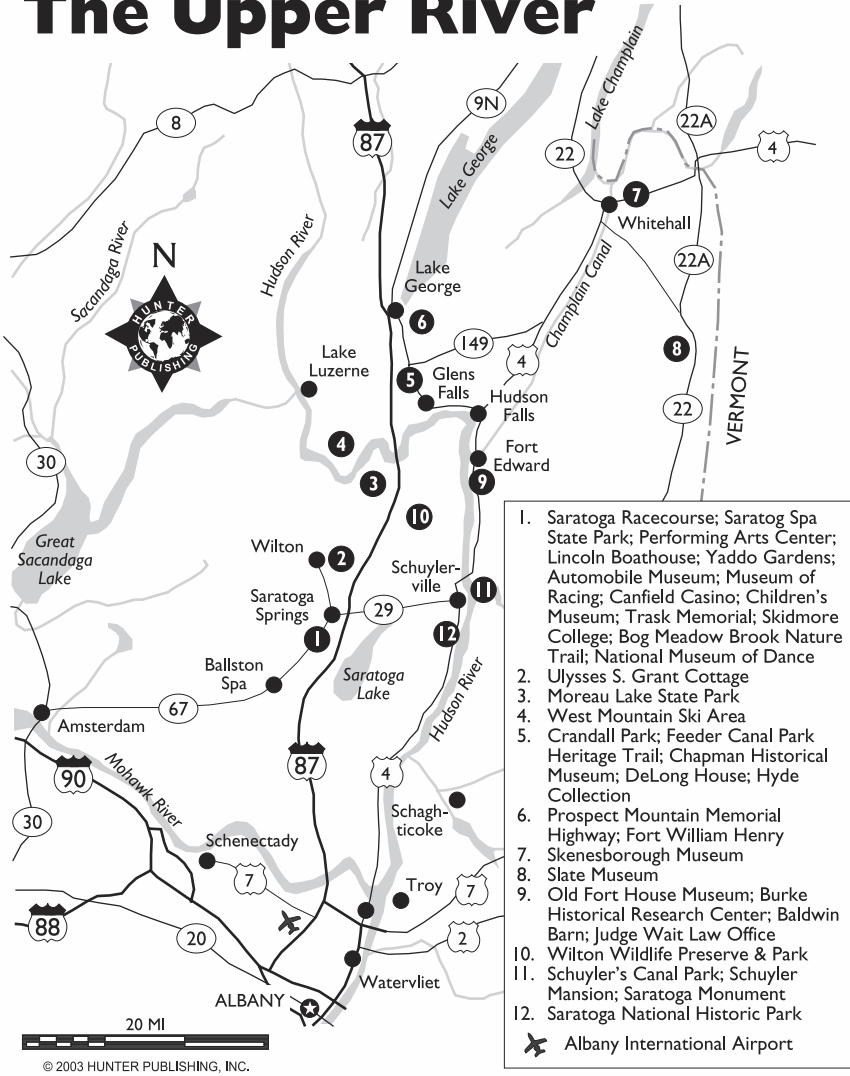 The Upper River
8
87
9N
Lake George
Lake Champlain
22
22A
4
7
Whitehall
22A
Sacandaga River
Hudson River
N
HUNTER
PUBLISHING
Lake
George
6
Champlain Canal
149
4
8
Lake
Luzerne
5
Glens
Falls
Hudson
Falls
22
VERMONT
4
Fort
Edward
30
3
9
10
Great
Sacandaga
Lake
Wilton
2
Schuyler-
ville
11
Saratoga
Springs
29
1
12
Ballston
Spa
Saratoga
Lake
Hudson River
67
Amsterdam
Mohawk River
90
87
4
30
Schagh-
ticoke
Schenectady
7
Troy
7
88
20
2
Watervliet
ALBANY
20 MI
© 2003 HUNTER PUBLISHING, INC.
1. Saratoga Racecourse; Saratog Spa
State Park; Performing Arts Center;
Lincoln Boathouse; Yaddo Gardens;
Automobile Museum; Museum of
Racing; Canfield Casino; Children's
Museum; Trask Memorial; Skidmore
College; Bog Meadow Brook Nature
Trail; National Museum of Dance
2. Ulysses S. Grant Cottage
3. Moreau Lake State Park
4. West Mountain Ski Area
5. Crandall Park; Feeder Canal Park
Heritage Trail; Chapman Historical
Museum; DeLong House; Hyde
Collection
6. Prospect Mountain Memorial
Highway; Fort William Henry
7. Skenesborough Museum
8. Slate Museum
9. Old Fort House Museum; Burke
Historical Research Center; Baldwin
Barn; Judge Wait Law Office
10. Wilton Wildlife Preserve & Park
11. Schuyler's Canal Park; Schuyler
Mansion; Saratoga Monument
12. Saratoga National Historic Park
Albany International Airport